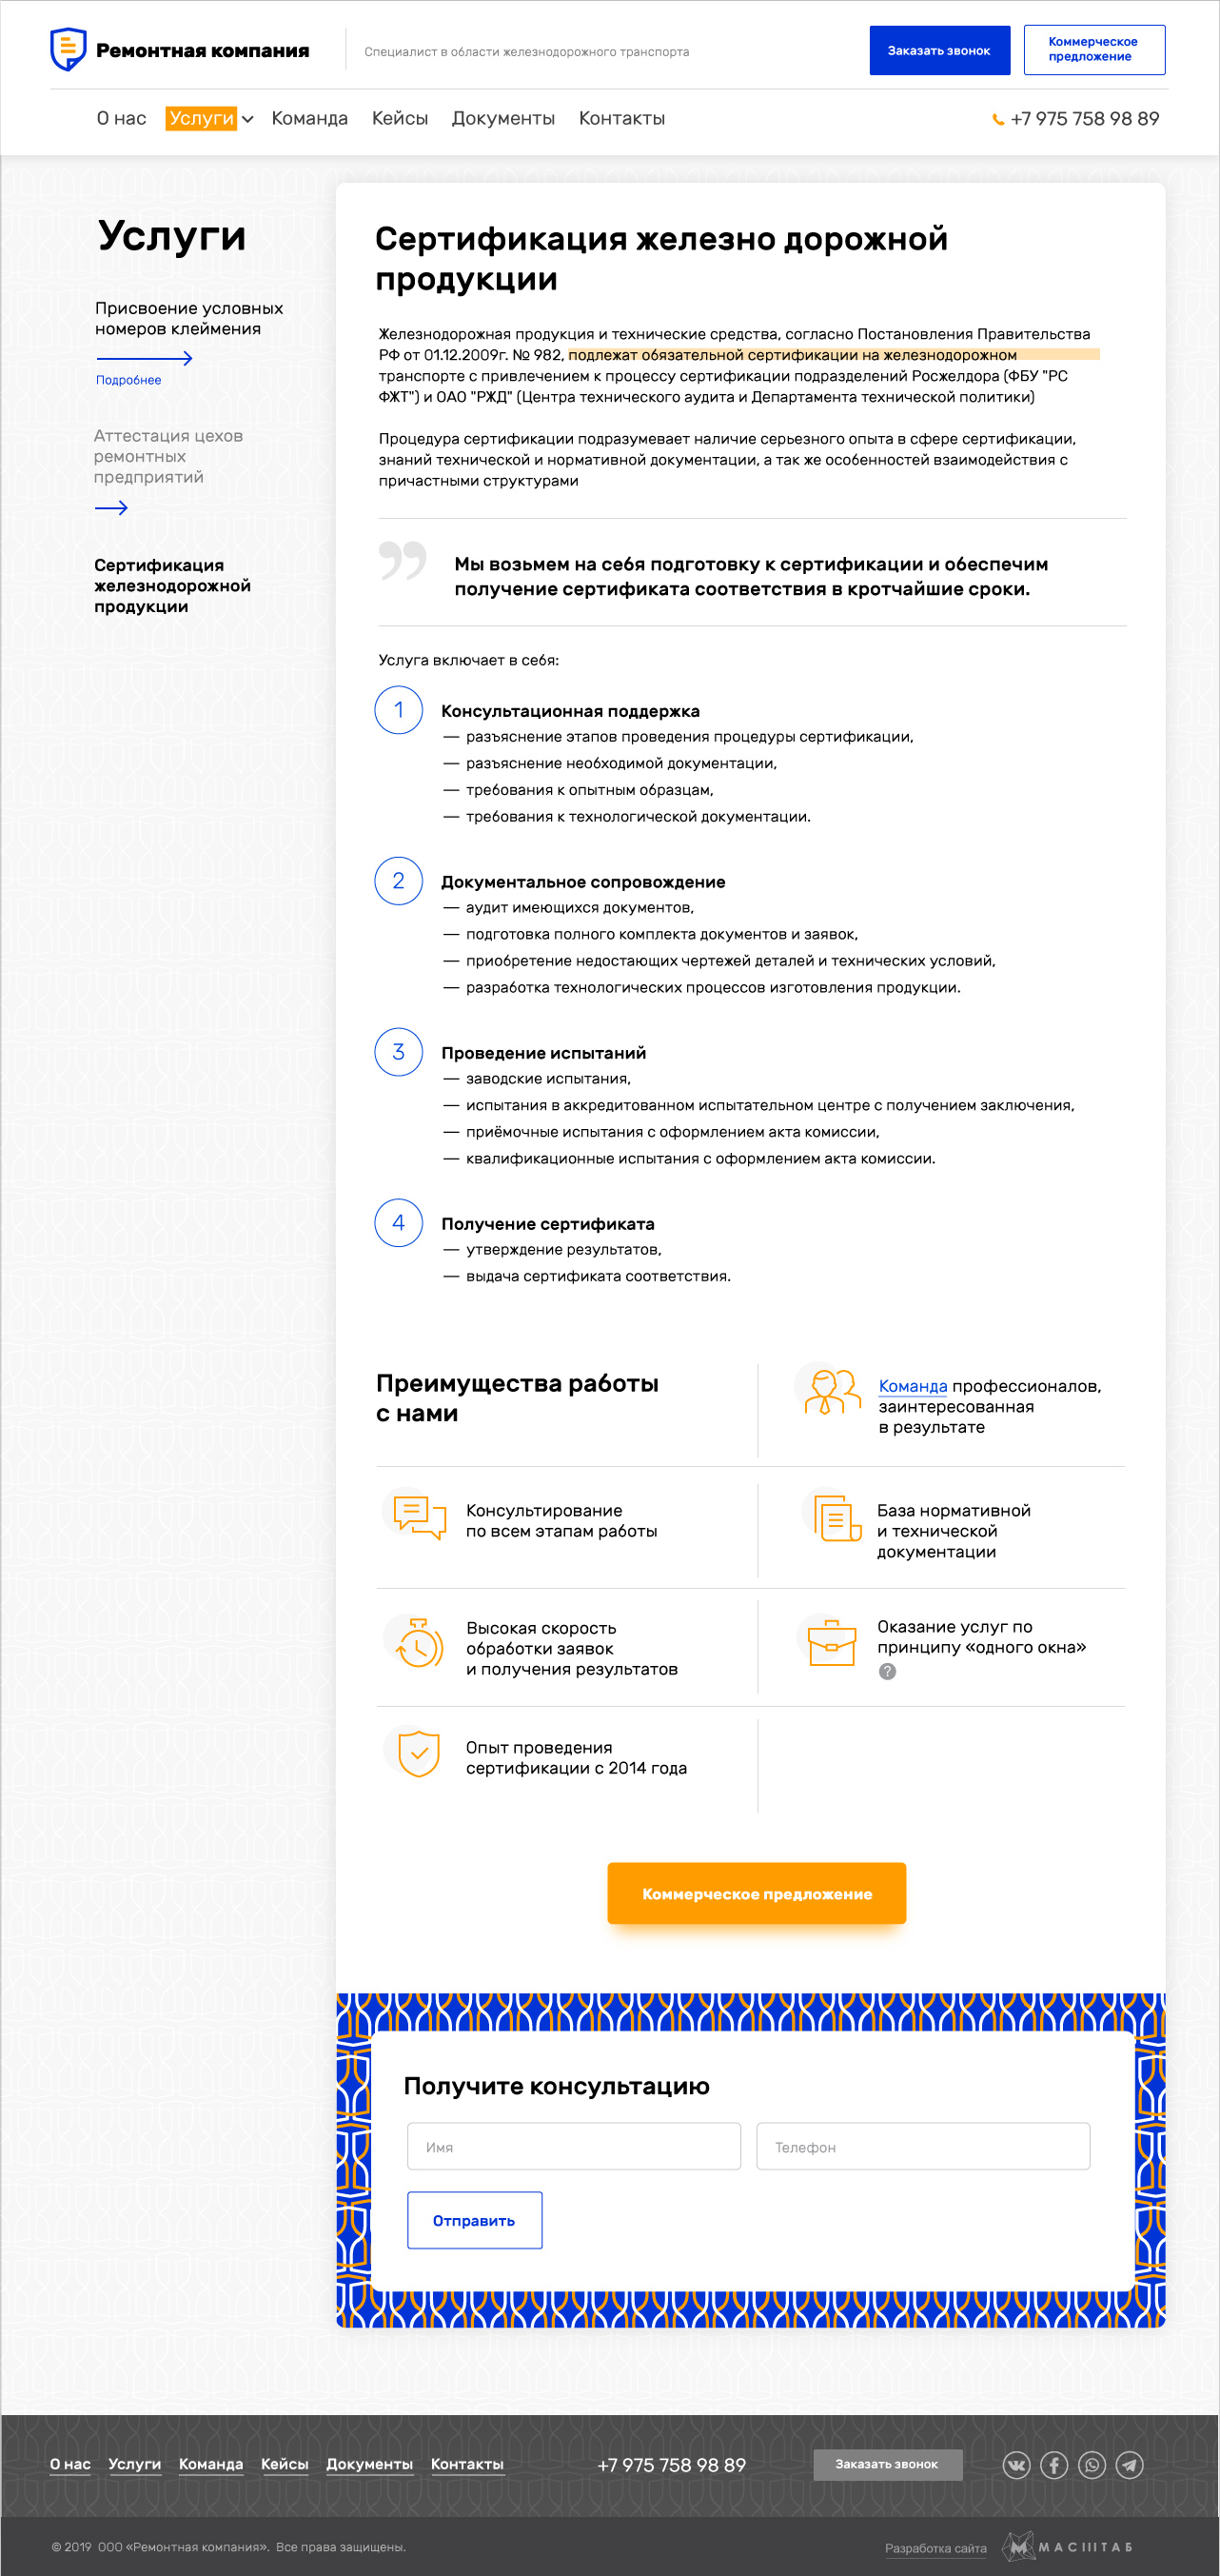 Ремонтная компания
Специалист в области железнодорожного транспорта
Заказать звонок
Коммерческое
предложение
О нас Услуги Команда Кейсы Документы Контакты
+7 975 758 98 89
Услуги
Присвоение условных
номеров клеймения
Подробнее
Аттестация цехов
ремонтных
предприятий
Сертификация
железнодорожной
продукции
Сертификация железно дорожной
продукции
Железнодорожная продукция и технические средства, согласно Постановления Правительства
РФ от 01.12.2009г. № 982, подлежат обязательной сертификации на железнодорожном
транспорте с привлечением к процессу сертификации подразделений Росжелдора (ФБУ "РС
ФЖТ") и ОАО "РЖД" (Центра технического аудита и Департамента технической политики)
Процедура сертификации подразумевает наличие серьезного опыта в сфере сертификации,
знаний технической и нормативной документации, а так же особенностей взаимодействия с
причастными структурами
Мы возьмем на себя подготовку к сертификации и обеспечим
получение сертификата соответствия в кротчайшие сроки.
Услуга включает в себя:
1 Консультационная поддержка
— разъяснение этапов проведения процедуры сертификации,
— разъяснение необходимой документации,
— требования к опытным образцам,
— требования к технологической документации.
2 Документальное сопровождение
— аудит имеющихся документов,
— подготовка полного комплекта документов и заявок,
— приобретение недостающих чертежей деталей и технических условий,
— разработка технологических процессов изготовления продукции.
3 Проведение испытаний
— заводские испытания,
— испытания в аккредитованном испытательном центре с получением заключения,
— приёмочные испытания с оформлением акта комиссии,
— квалификационные испытания с оформлением акта комиссии.
4 Получение сертификата
— утверждение результатов,
— выдача сертификата соответствия.
Преимущества работы
с нами
Команда профессионалов,
заинтересованная
в результате
Консультирование
по всем этапам работы
База нормативной
и технической
документации
Высокая скорость
обработки заявок
и получения результатов
Оказание услуг по
принципу «одного окна»
?
Опыт проведения
сертификации с 2014 года
Коммерческое предложение
Получите консультацию
Имя
Телефон
Отправить
О нас Услуги Команда Кейсы Документы Контакты
+7 975 758 98 89
Заказать звонок
© 2019 ООО «Ремонтная компания». Все права защищены.
Разработка сайта
МАСШТАБ